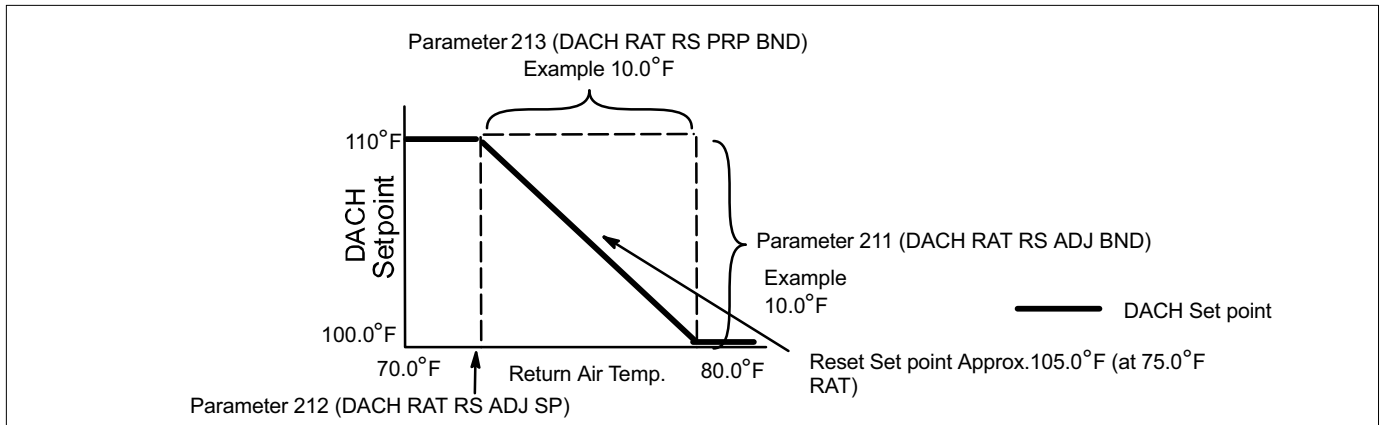 Parameter 213 (DACH RAT RS PRP BND)
Example 10.0°F
110°F
DACH
Setpoint
Parameter 211 (DACH RAT RS ADJ BND)
Example
10.0°F
DACH Set point
100.0°F
70.0°F
Return Air Temp.
80.0°F
Reset Set point Approx.105.0°F (at 75.0°F
RAT)
Parameter 212 (DACH RAT RS ADJ SP)